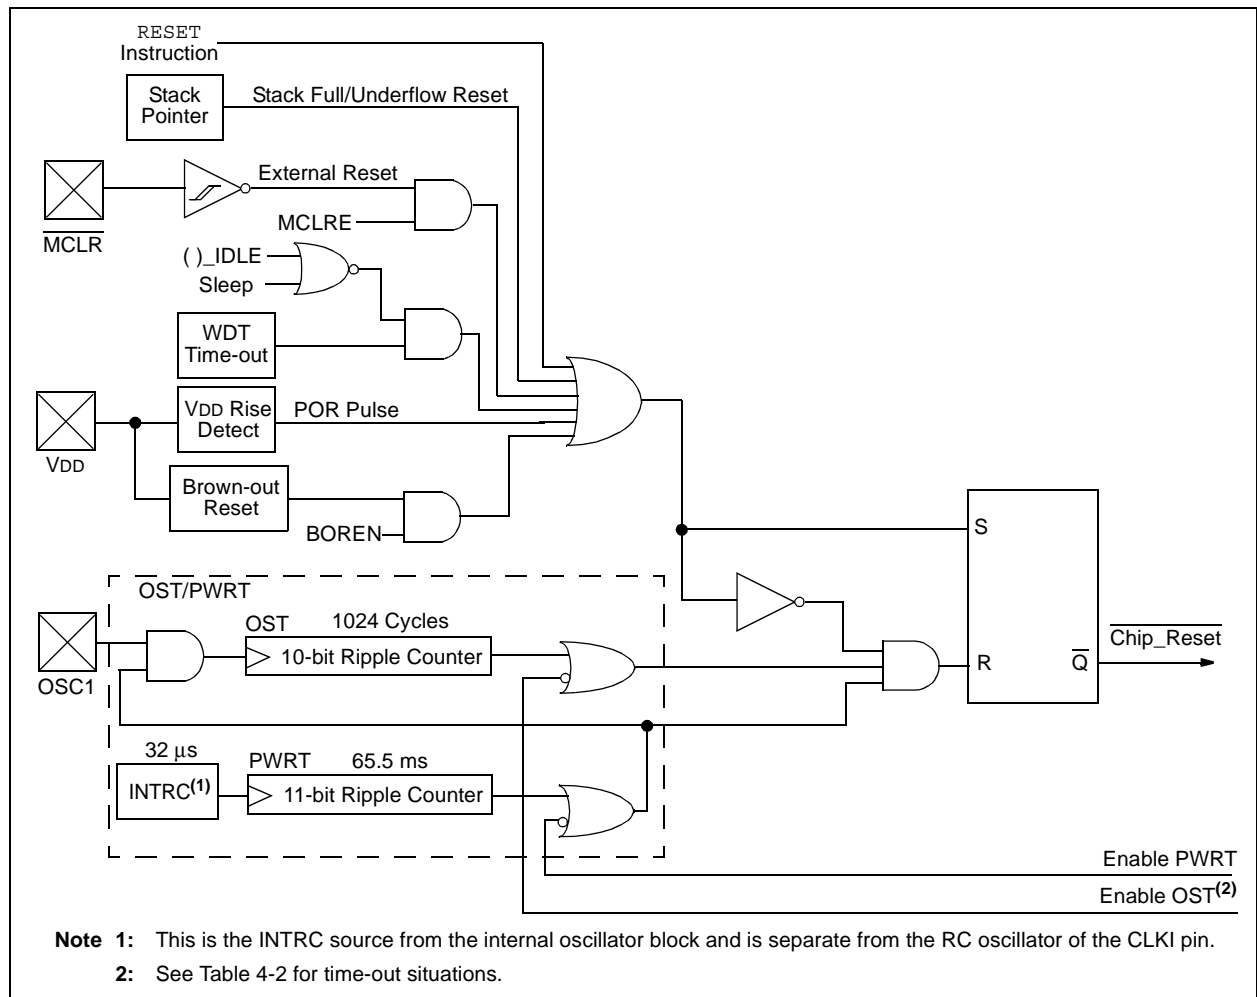 RESET
Instruction
Stack
Pointer
Stack Full/Underflow Reset
External Reset
MCLRE
MCLR
( )_IDLE
Sleep
WDT
Time-out
VDD Rise
Detect
POR Pulse
VDD
Brown-out
Reset
BOREN
S
OST/PWRT
OST
1024 Cycles
10-bit Ripple Counter
OSC1
R
Q
Chip_Reset
32 μs
PWRT
65.5 ms
INTRC(1)
11-bit Ripple Counter
Enable PWRT
Enable OST(2)
Note 1: This is the INTRC source from the internal oscillator block and is separate from the RC oscillator of the CLKI pin.
2: See Table 4-2 for time-out situations.